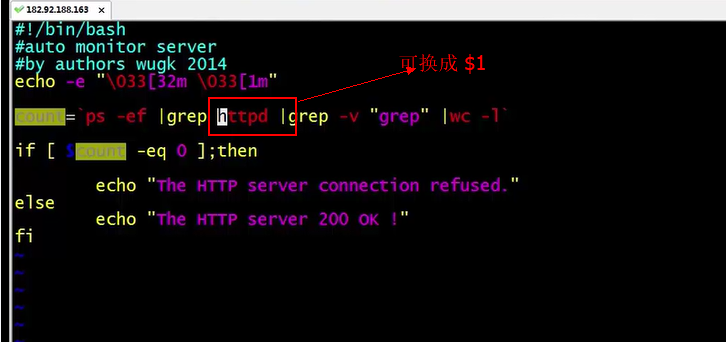 182.92.188.163 ×
#!/bin/bash
#auto monitor server
#by authors wugk 2014
echo -e "\033[32m \033[1m"
可换成 $1
count=`ps -ef |grep httpd |grep -v "grep" |wc -l`
if [ $count -eq 0 ];then
echo "The HTTP server connection refused."
else
echo "The HTTP server 200 OK !"
fi
~
~
~
~
~